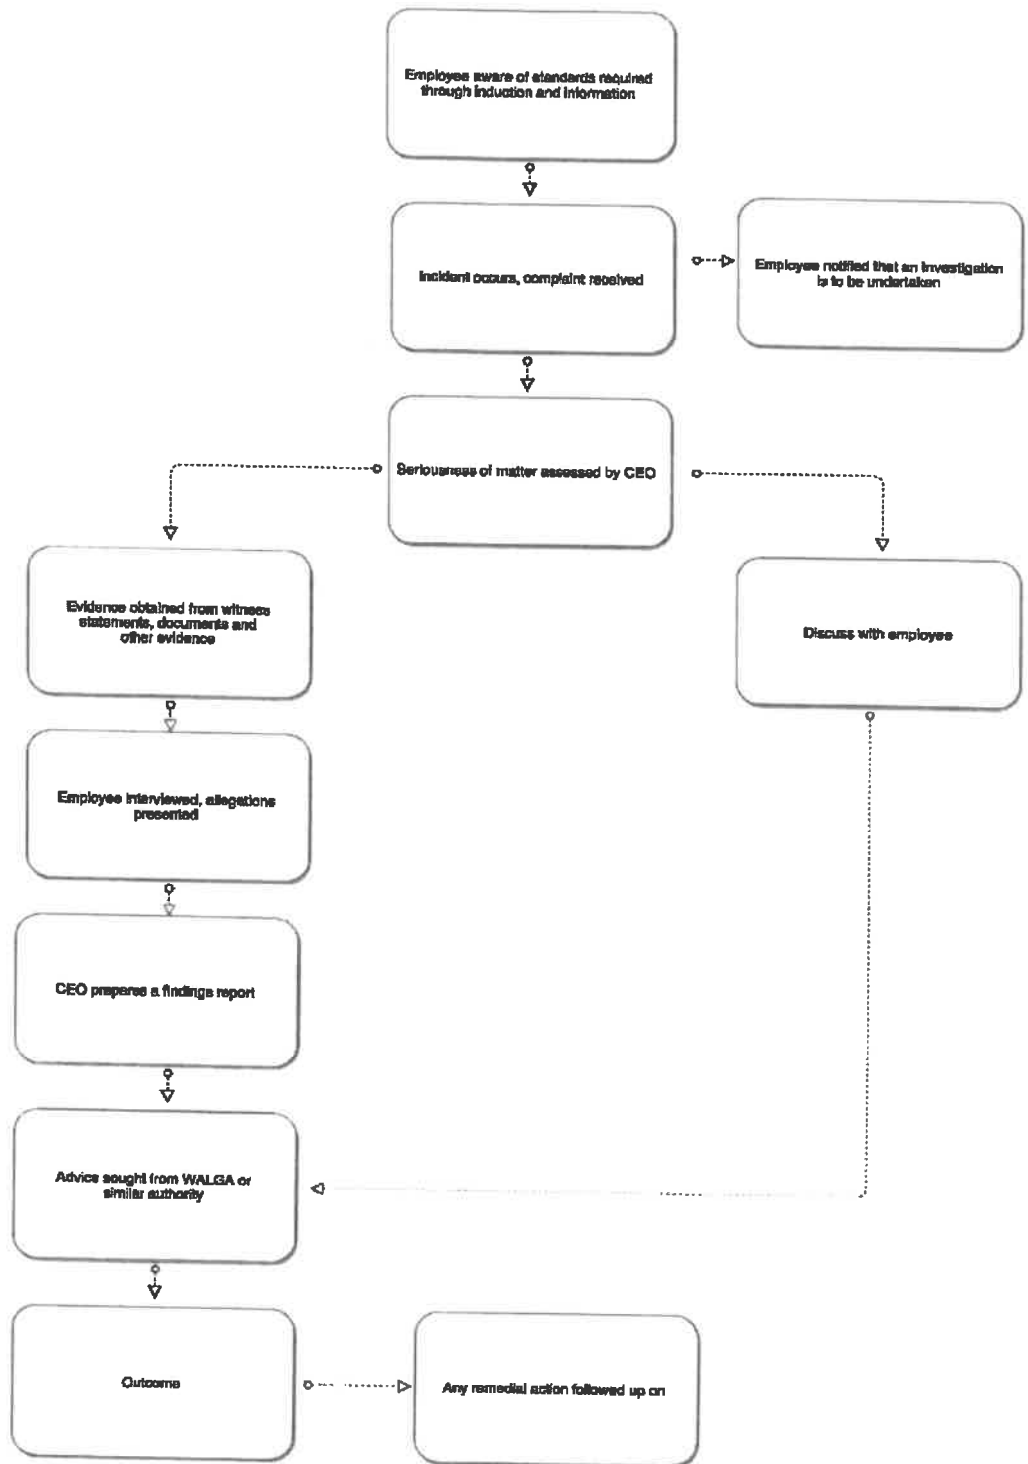 Employee aware of standards required
through induction and information
Incident occurs, complaint received
Employee notified that an investigation
is to be undertaken
Seriousness of matter assessed by CEO
Evidence obtained from witness
statements, documents and
other evidence
Discuss with employee
Employee interviewed, allegations
presented
CEO prepares a findings report
Advice sought from WALGA or
similar authority
Outcome
Any remedial action followed up on